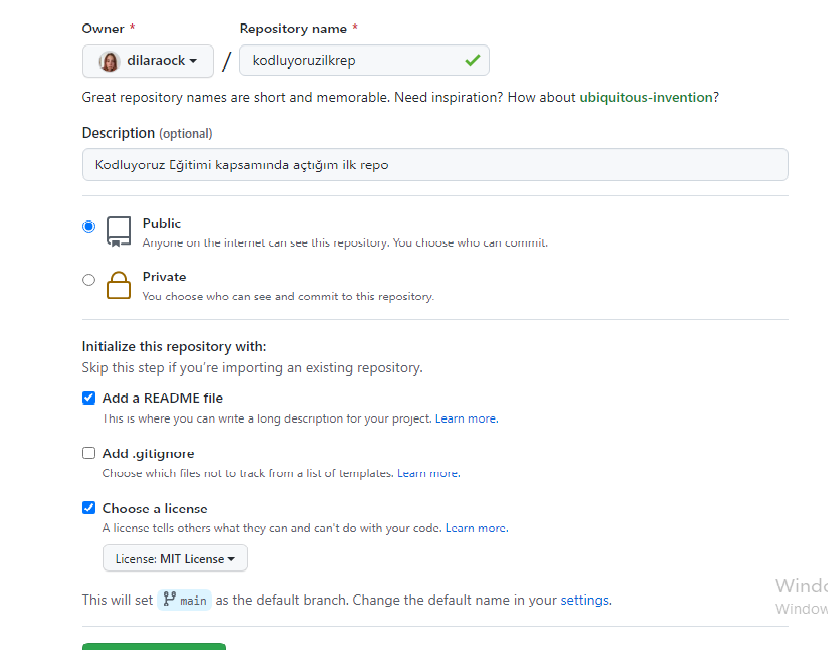 Owner * Repository name *
dilaraock / kodluyoruzilkrep
Great repository names are short and memorable. Need inspiration? How about ubiquitous-invention?
Description (optional)
Kodluyoruz Eğitimi kapsamında açtığım ilk repo
Public
Anyone on the internet can see this repository. You choose who can commit.
Private
You choose who can see and commit to this repository.
Initialize this repository with:
Skip this step if you're importing an existing repository.
Add a README file
This is where you can write a long description for your project. Learn more.
Add .gitignore
Choose which files not to track from a list of templates. Learn more.
Choose a license
A license tells others what they can and can't do with your code. Learn more.
License: MIT License
This will set main as the default branch. Change the default name in your settings.